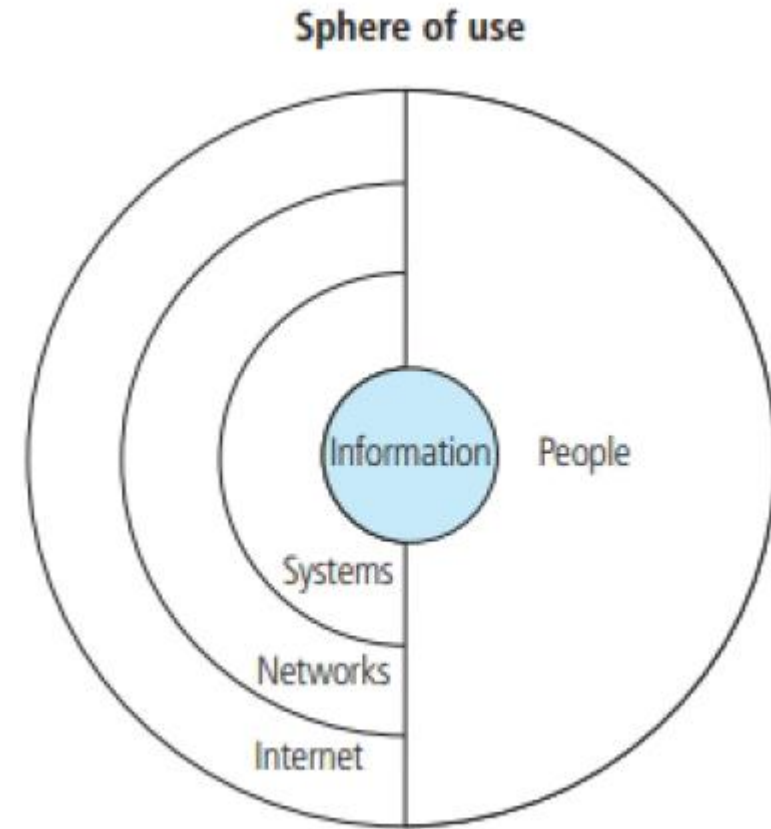 Sphere of use
Information
People
Systems
Networks
Internet